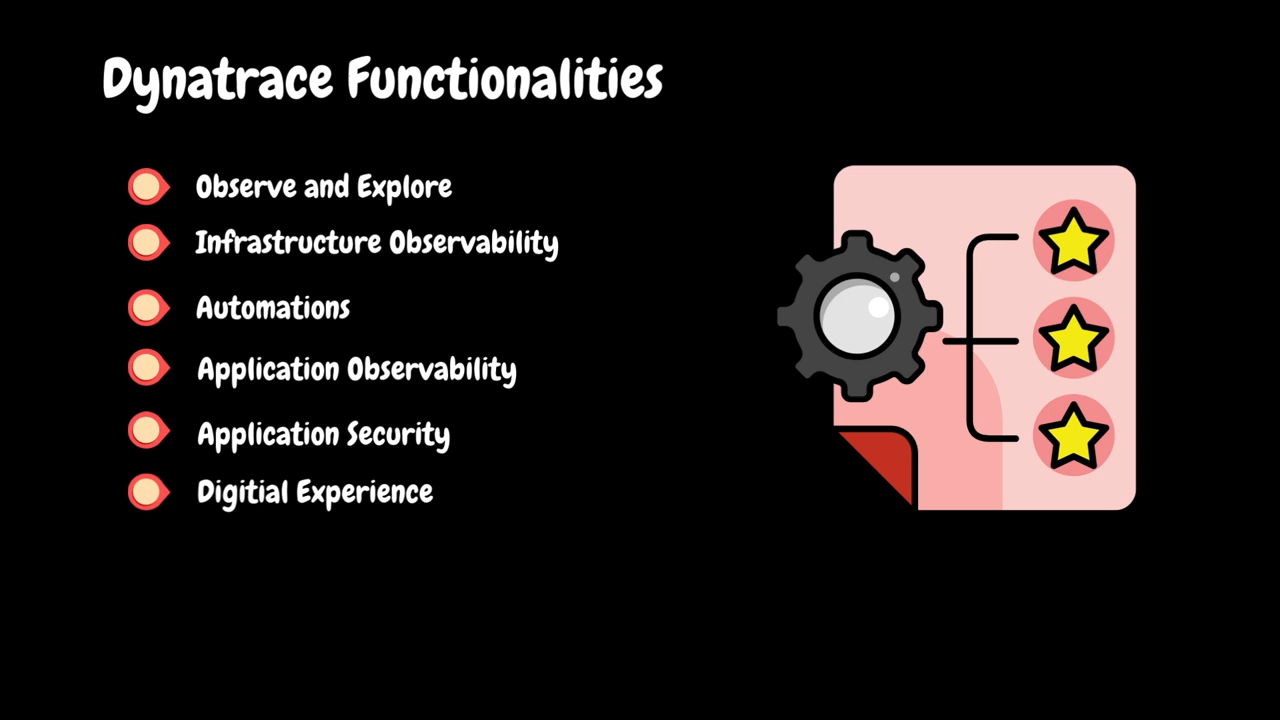 Dynatrace Functionalities
Observe and Explore
Infrastructure Observability
Automations
Application Observability
Application Security
Digitial Experience